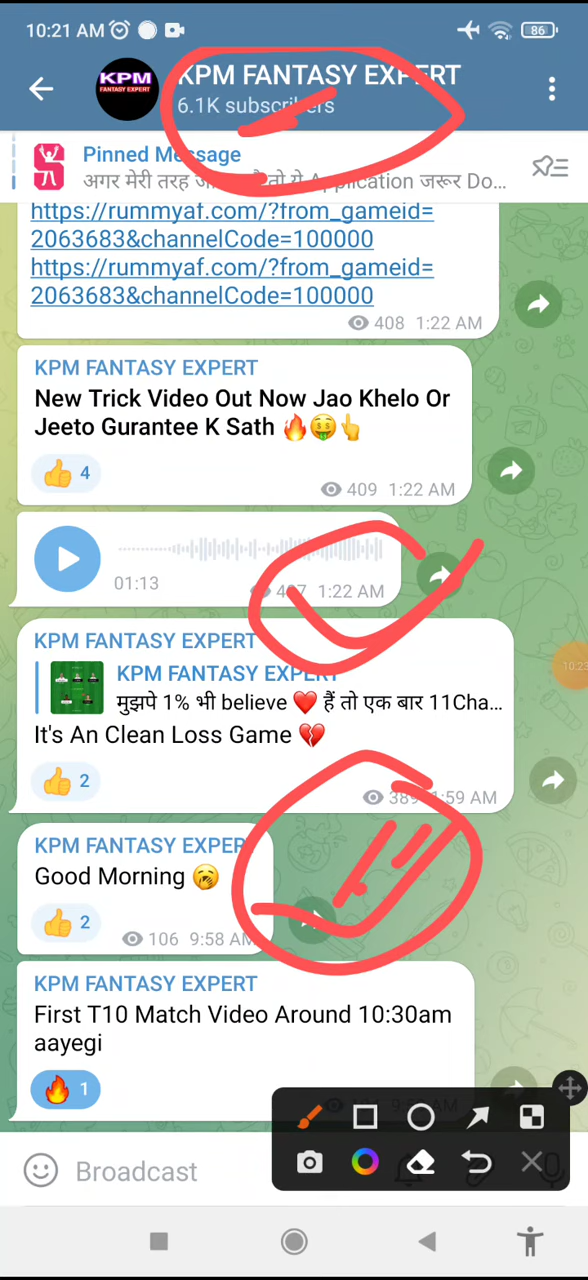 10:21 AM
86
KPM
FANTASY EXPERT
KPM FANTASY EXPERT
6.1K subscribers
Pinned Message
अगर मेरी तरह तो ये Application जरूर Do...
https://rummyaf.com/?from_gameid=
2063683&channelCode=100000
https://rummyaf.com/?from_gameid=
2063683&channelCode=100000
408 1:22 AM
KPM FANTASY EXPERT
New Trick Video Out Now Jao Khelo Or
Jeeto Gurantee K Sath 🔥🤑👆
👍 4
409 1:22 AM
01:13
1:22 AM
KPM FANTASY EXPERT
KPM FANTASY EXPERT
मुझपे 1% भी believe ❤️ हैं तो एक बार 11Cha...
It's An Clean Loss Game 💔
👍 2
10:23
1:59 AM
KPM FANTASY EXPERT
Good Morning 🥱
👍 2
106 9:58 AM
KPM FANTASY EXPERT
First T10 Match Video Around 10:30am
aayegi
🔥 1
Broadcast